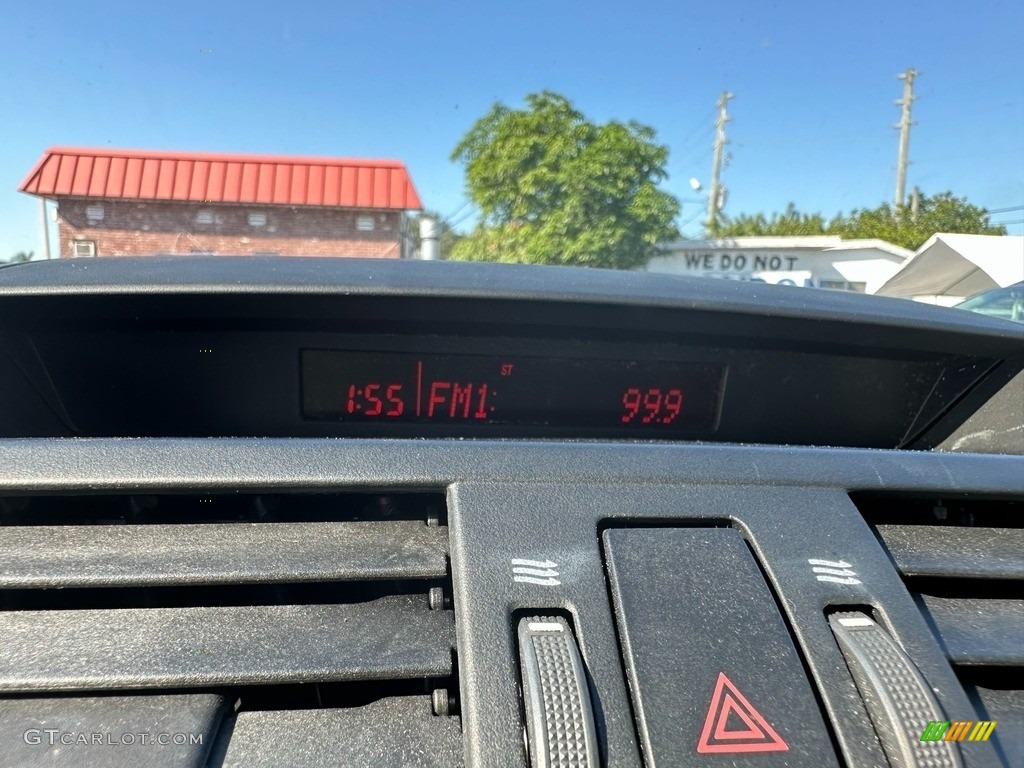 WE DO NOT
1:55 FM1: ST 99.9
GTCARLOT.COM